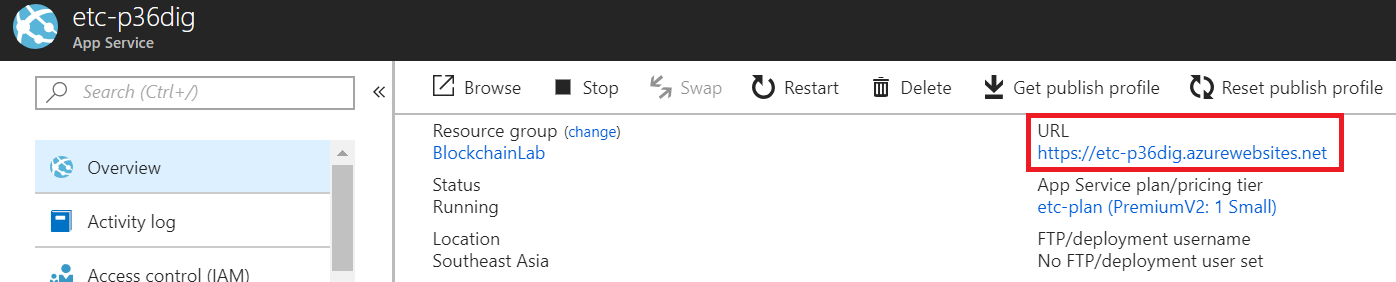 etc-p36dig
App Service
Search (Ctrl+/)
«
Browse
Stop
Swap
Restart
Delete
Get publish profile
Reset publish profile
Overview
Activity log
Access control (IAM)
Resource group (change)
BlockchainLab
Status
Running
Location
Southeast Asia
URL
https://etc-p36dig.azurewebsites.net
App Service plan/pricing tier
etc-plan (PremiumV2: 1 Small)
FTP/deployment username
No FTP/deployment user set